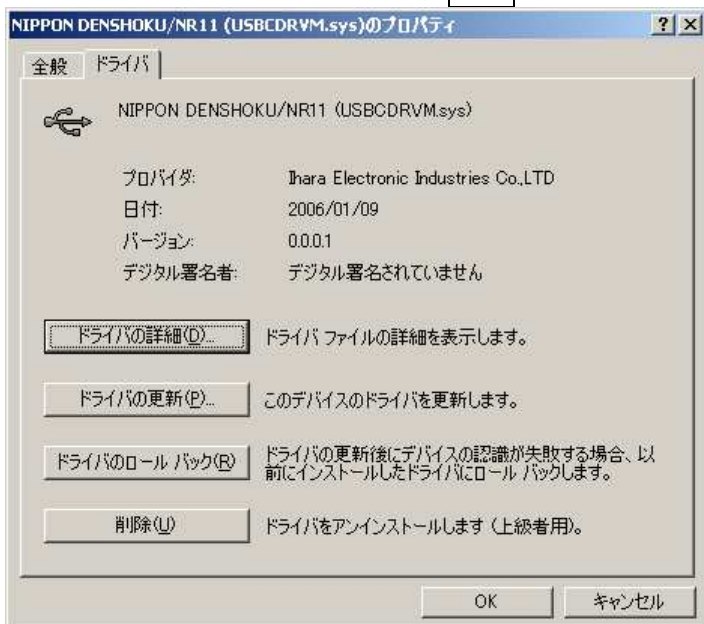 NIPPON DENSHOKU/NR11 (USBCDRVM.sys)のプロパティ
全般 ドライバ
NIPPON DENSHOKU/NR11 (USBCDRVM.sys)
プロバイダ: Ihara Electronic Industries Co.,LTD
日付: 2006/01/09
バージョン: 0.0.0.1
デジタル署名者: デジタル署名されていません
ドライバの詳細(D)... ドライバ ファイルの詳細を表示します。
ドライバの更新(P)... このデバイスのドライバを更新します。
ドライバのロール バック(R) ドライバの更新後にデバイスの認識が失敗する場合、以
前にインストールしたドライバにロール バックします。
削除(U) ドライバをアンインストールします (上級者用)。
OK キャンセル